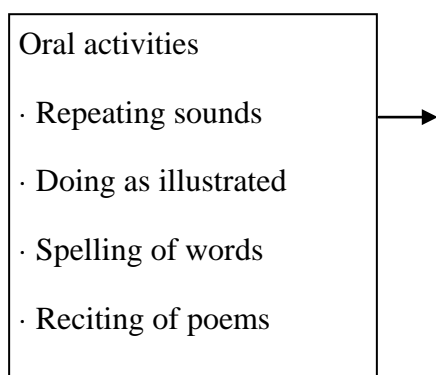 Oral activities
· Repeating sounds
· Doing as illustrated
· Spelling of words
· Reciting of poems